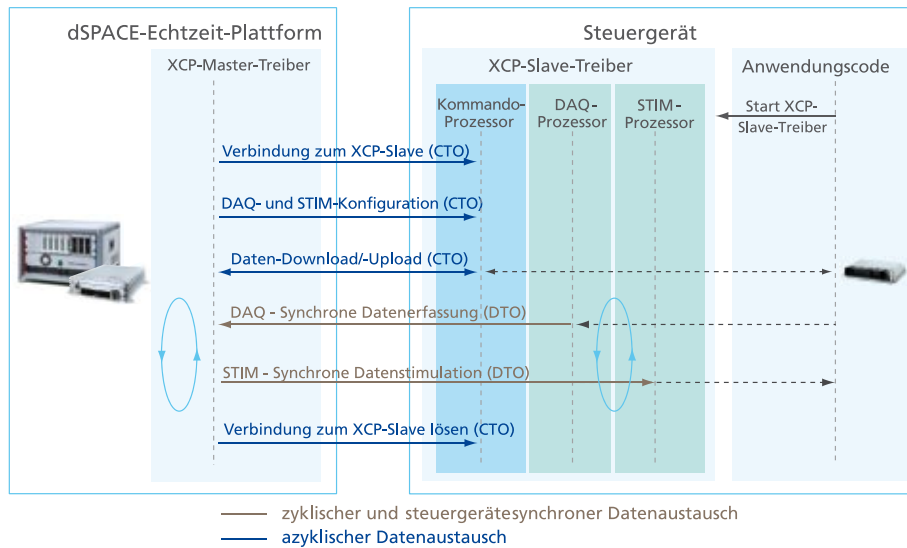 dSPACE-Echtzeit-Plattform
Steuergerät
XCP-Master-Treiber
XCP-Slave-Treiber
Anwendungscode
Kommando-
Prozessor
DAQ-
Prozessor
STIM-
Prozessor
Start XCP-
Slave-Treiber
Verbindung zum XCP-Slave (CTO)
DAQ- und STIM-Konfiguration (CTO)
Daten-Download/-Upload (CTO)
DAQ - Synchrone Datenerfassung (DTO)
STIM - Synchrone Datenstimulation (DTO)
Verbindung zum XCP-Slave lösen (CTO)
zyklischer und steuergerätesynchroner Datenaustausch
azyklischer Datenaustausch